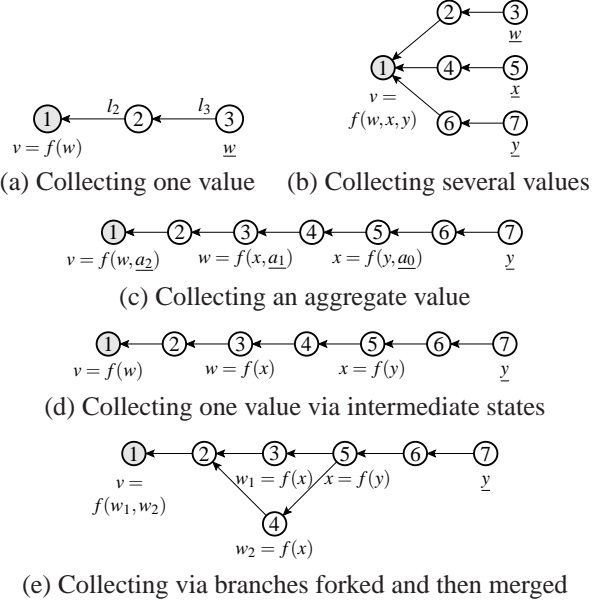 1 2 3
l2 l3
v = f(w) w
(a) Collecting one value
2 3
w
1 4 5
x
v =
f(w,x,y)
6 7
y
(b) Collecting several values
1 2 3 4 5 6 7
v = f(w,a2) w = f(x,a1) x = f(y,a0) y
(c) Collecting an aggregate value
1 2 3 4 5 6 7
v = f(w) w = f(x) x = f(y) y
(d) Collecting one value via intermediate states
1 2 3 5 6 7
v =
f(w1,w2)
w1 = f(x) x = f(y) y
4
w2 = f(x)
(e) Collecting via branches forked and then merged